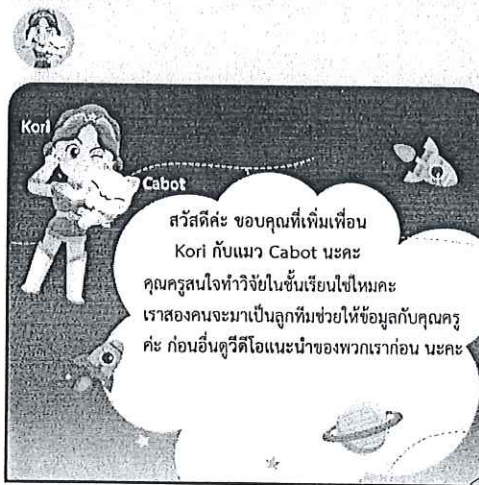 Kori
Cabot
สวัสดีค่ะ ขอบคุณที่เพิ่มเพื่อน
Kori กับแมว Cabot นะคะ
คุณครูสนใจทำวิจัยในชั้นเรียนใช่ไหมคะ
เราสองคนจะมาเป็นลูกทีมช่วยให้ข้อมูลกับคุณครู
ค่ะ ก่อนอื่นดูวีดีโอแนะนำของพวกเราก่อน นะคะ